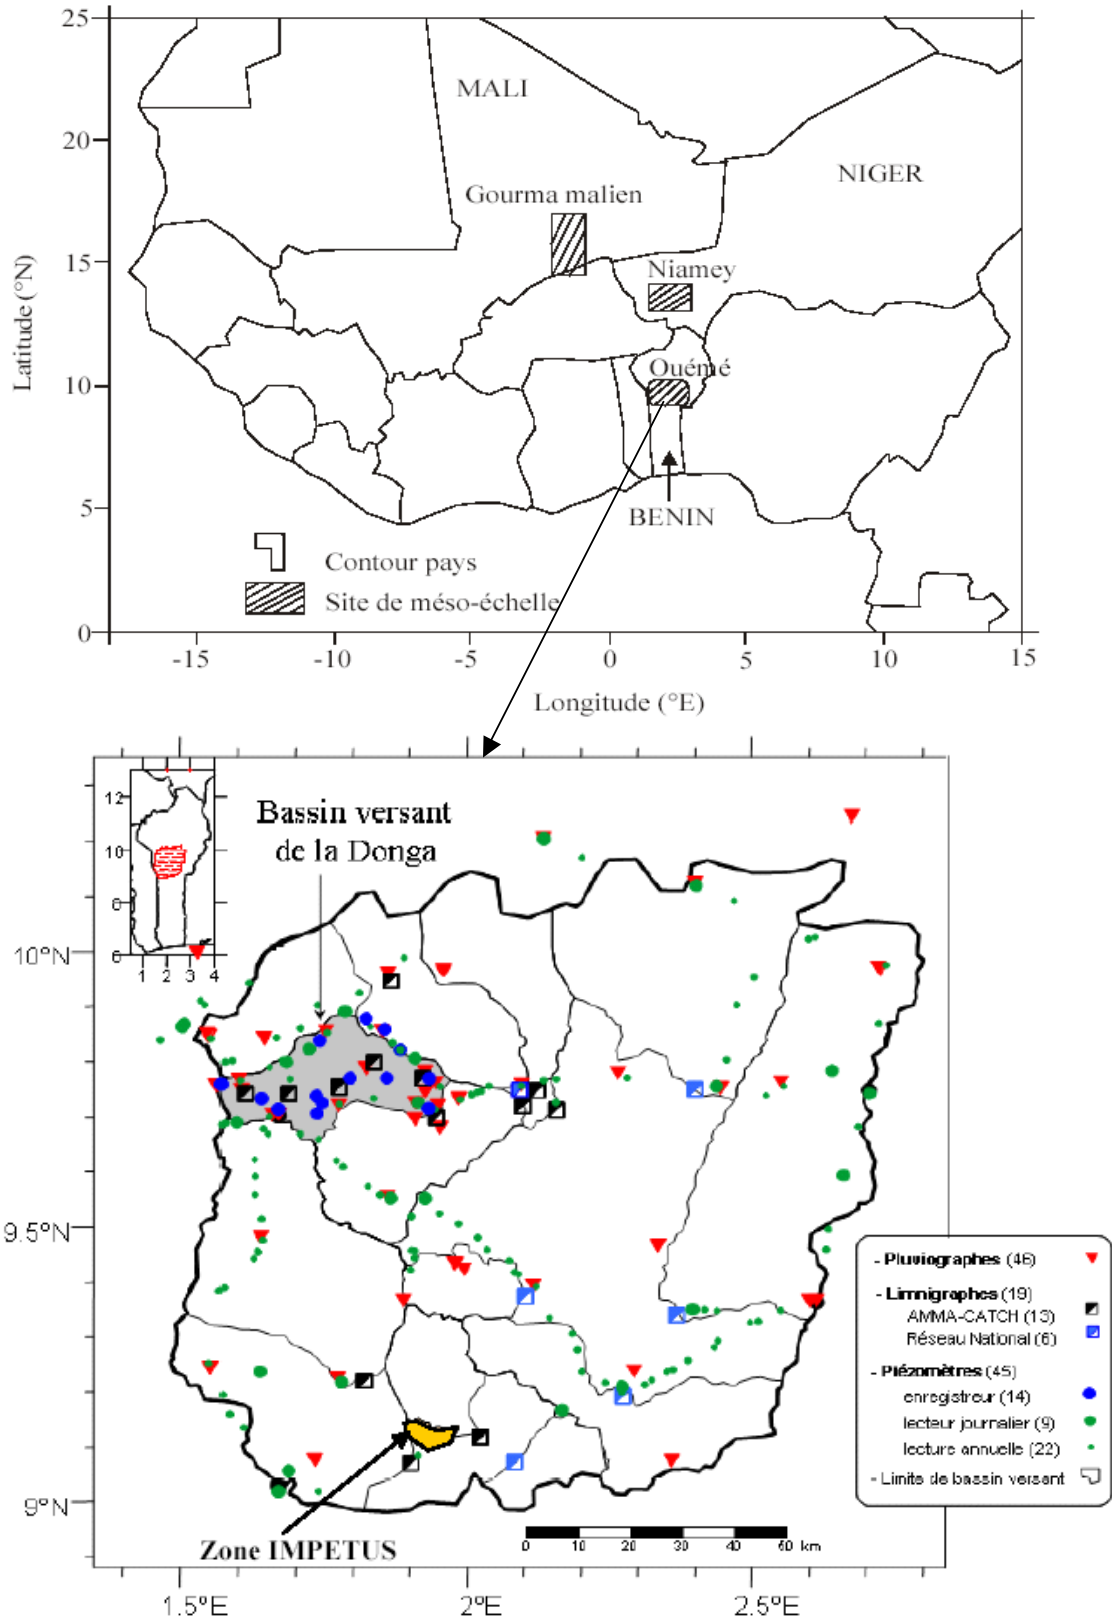 25
MALI
20
NIGER
Gourma malien
15
Niamey
Latitude (°N)
Ouémé
10
5
BENIN
Contour pays
Site de méso-échelle
0
-15 -10 -5 0 5 10 15
Longitude (°E)
12
10
8
6
1 2 3 4
Bassin versant
de la Donga
10°N
9.5°N
9°N
- Pluviographes (46)
- Limnigraphes (19)
AMMA-CATCH (13)
Réseau National (6)
- Piézomètres (45)
enregistreur (14)
lecteur journalier (9)
lecture annuelle (22)
- Limite de bassin versant
Zone IMPETUS
0 10 20 30 40 50 km
1.5°E 2°E 2.5°E